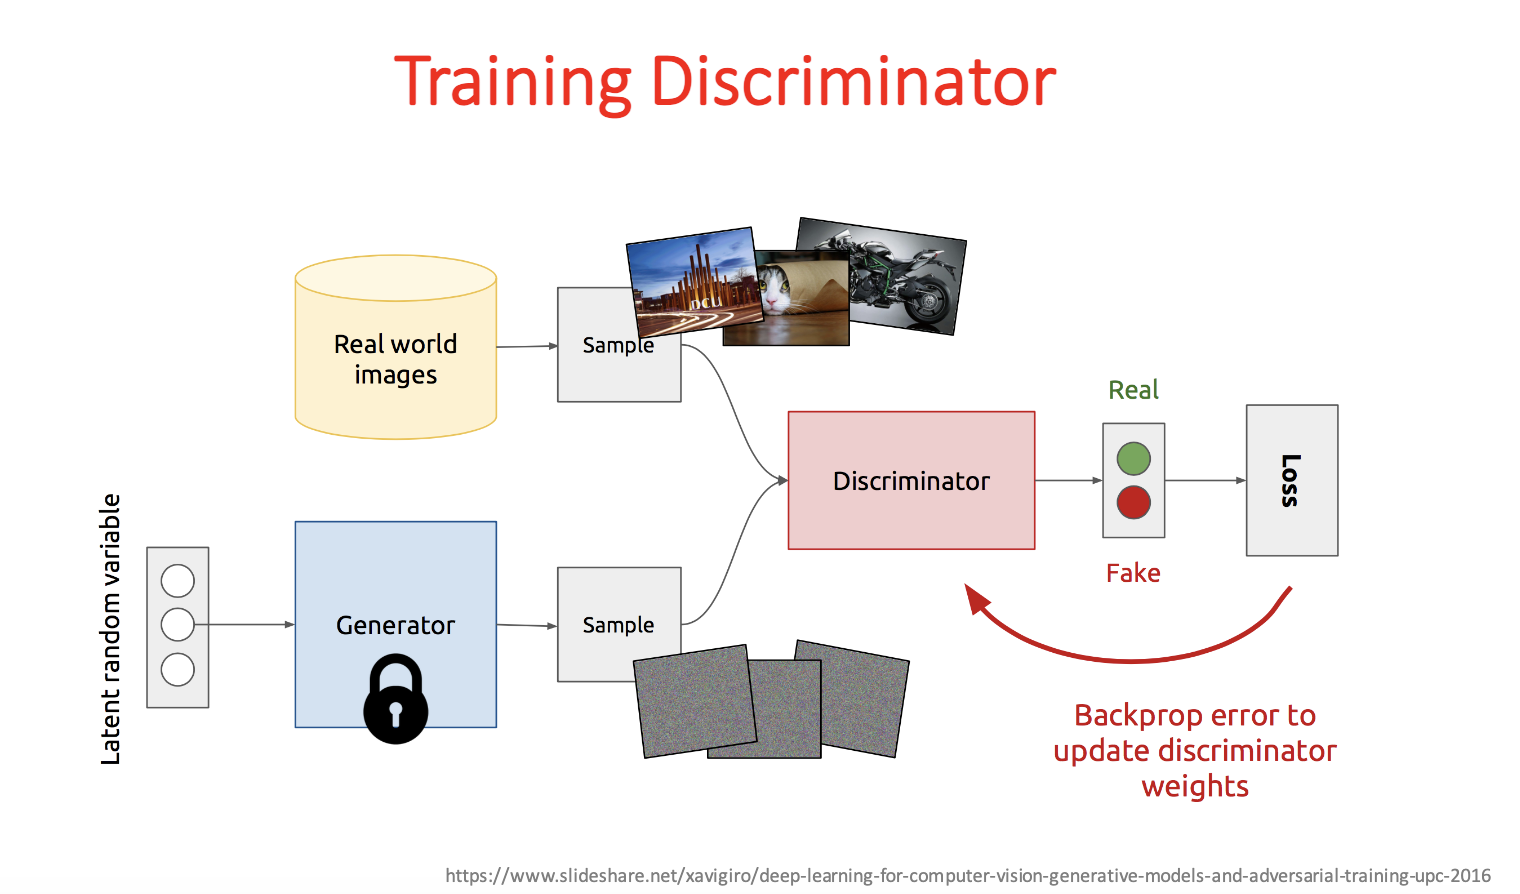 Training Discriminator
DCU
Real world
images
Sample
Real
Discriminator
Loss
Fake
Latent random variable
Generator
Sample
Backprop error to
update discriminator
weights
https://www.slideshare.net/xavigiro/deep-learning-for-computer-vision-generative-models-and-adversarial-training-upc-2016